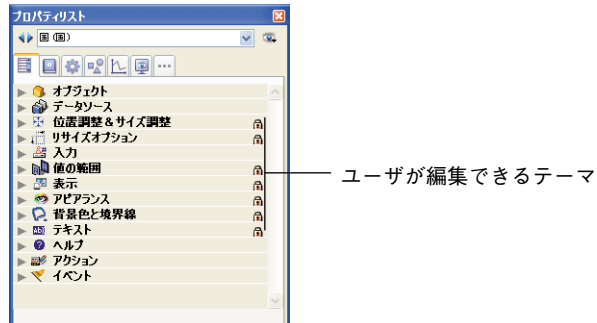 プロパティリスト
国 (国)
オブジェクト
データソース
位置調整＆サイズ調整
リサイズオプション
入力
値の範囲
表示
アピアランス
背景色と境界線
テキスト
ヘルプ
アクション
イベント
ユーザが編集できるテーマ